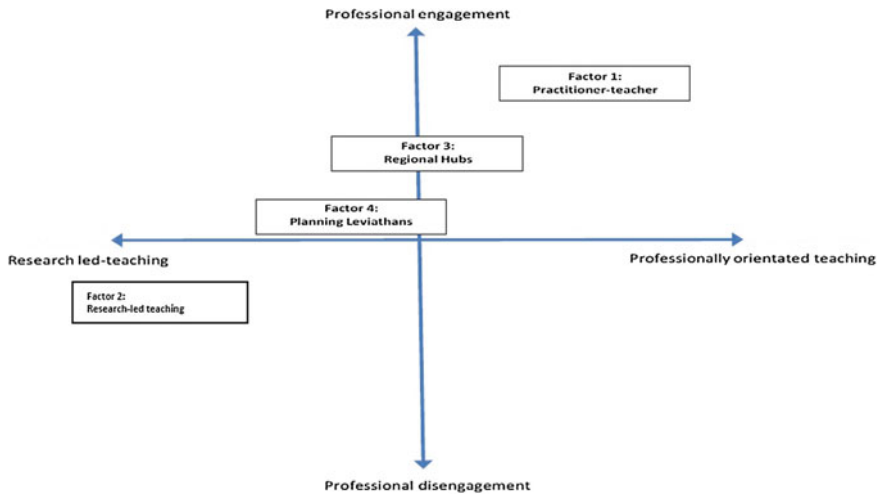 Professional engagement
Factor 1:
Practitioner-teacher
Factor 3:
Regional Hubs
Factor 4:
Planning Leviathans
Research led-teaching
Professionally orientated teaching
Factor 2:
Research-led teaching
Professional disengagement